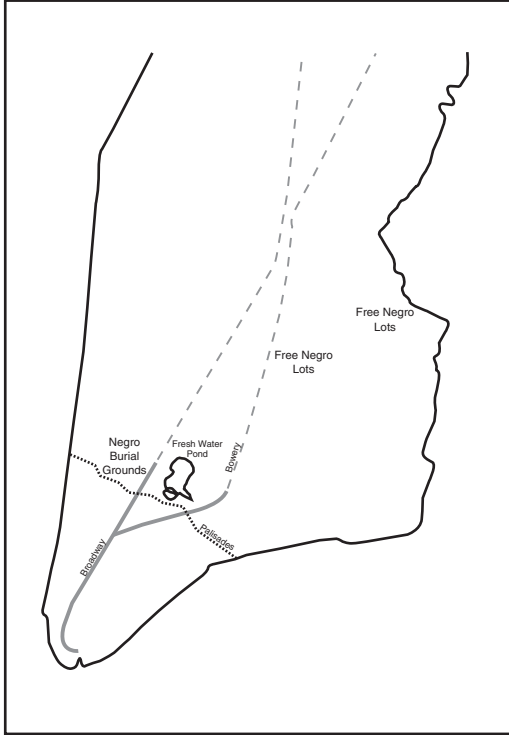 Free Negro
Lots
Free Negro
Lots
Negro
Burial
Grounds
Fresh Water
Pond
Bowery
Palisades
Broadway